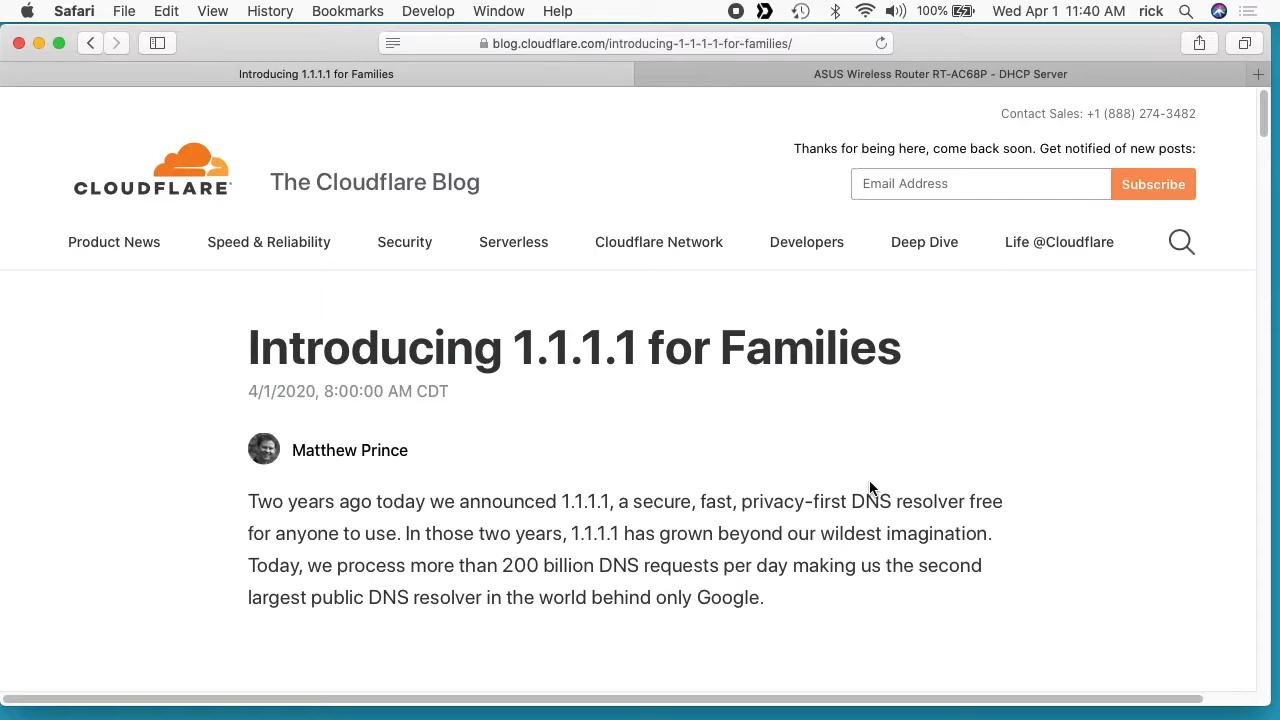 Safari File Edit View History Bookmarks Develop Window Help 100% Wed Apr 1 11:40 AM rick
blog.cloudflare.com/introducing-1-1-1-1-for-families/
Introducing 1.1.1.1 for Families
ASUS Wireless Router RT-AC68P - DHCP Server
Contact Sales: +1 (888) 274-3482
Thanks for being here, come back soon. Get notified of new posts:
CLOUDFLARE
The Cloudflare Blog
Email Address
Subscribe
Product News Speed & Reliability Security Serverless Cloudflare Network Developers Deep Dive Life @Cloudflare
Introducing 1.1.1.1 for Families
4/1/2020, 8:00:00 AM CDT
Matthew Prince
Two years ago today we announced 1.1.1.1, a secure, fast, privacy-first DNS resolver free
for anyone to use. In those two years, 1.1.1.1 has grown beyond our wildest imagination.
Today, we process more than 200 billion DNS requests per day making us the second
largest public DNS resolver in the world behind only Google.